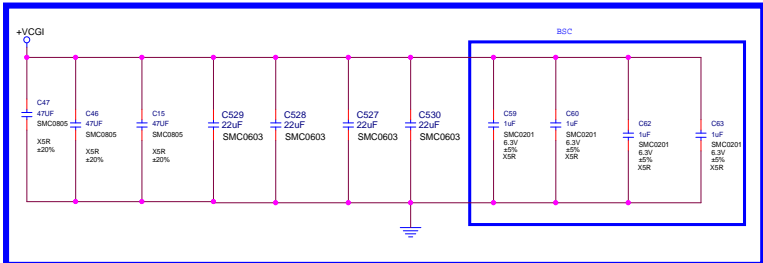 +VCGI
BSC
C47
47UF
SMC0805
X5R
±20%
C46
47UF
SMC0805
X5R
±20%
C15
47UF
SMC0805
X5R
±20%
C529
22uF
SMC0603
C528
22uF
SMC0603
C527
22uF
SMC0603
C530
22uF
SMC0603
C59
1uF
SMC0201
6.3V
±5%
X5R
C60
1uF
SMC0201
6.3V
±5%
X5R
C62
1uF
SMC0201
6.3V
±5%
X5R
C63
1uF
SMC0201
6.3V
±5%
X5R